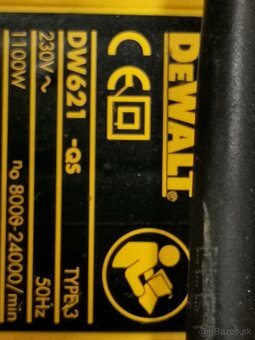 DEWALT®
CE
DW621 -QS TYPE 3
230V~ 50Hz
1100W n₀ 8000-24000/min
bazos.sk